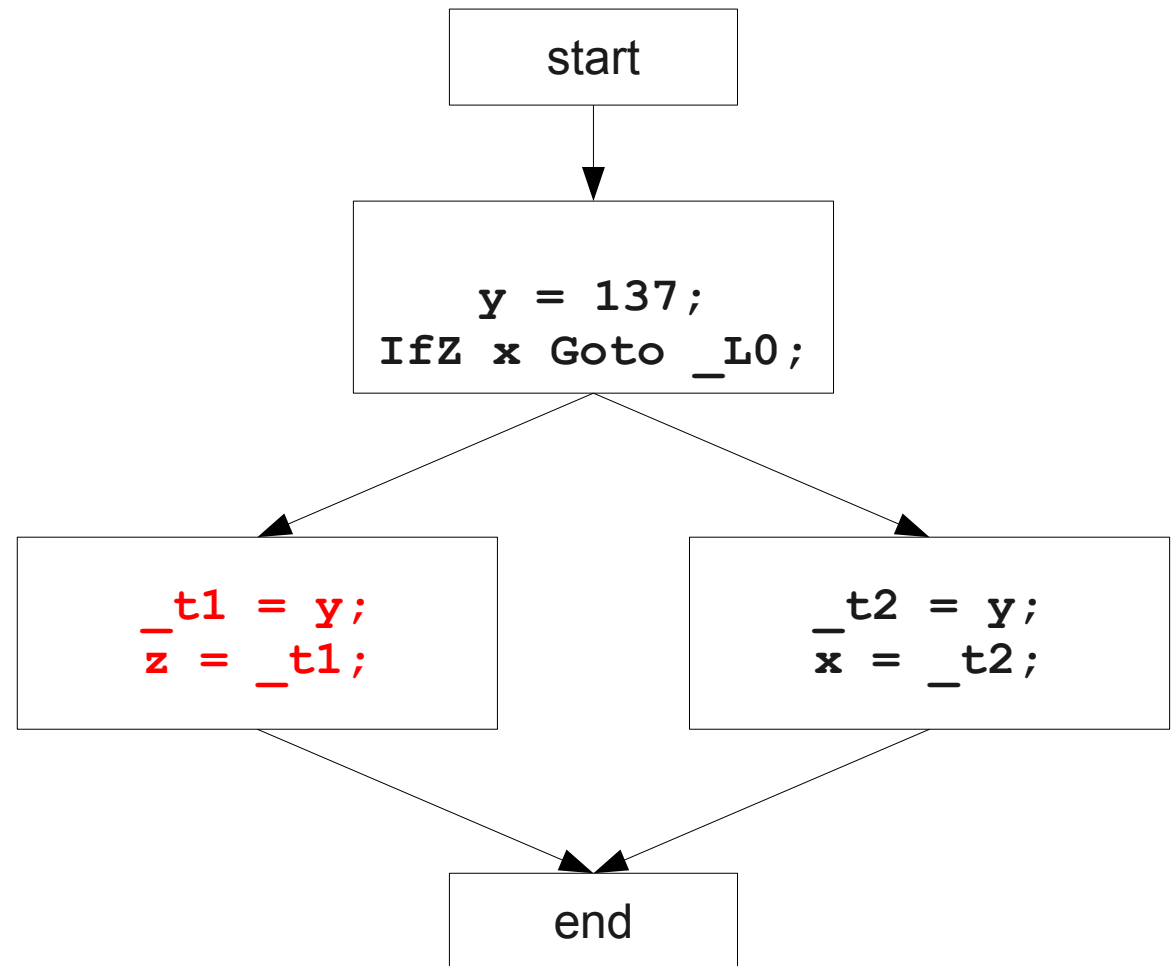 start
y = 137;
IfZ x Goto _L0;
_t1 = y;
z = _t1;
_t2 = y;
x = _t2;
end